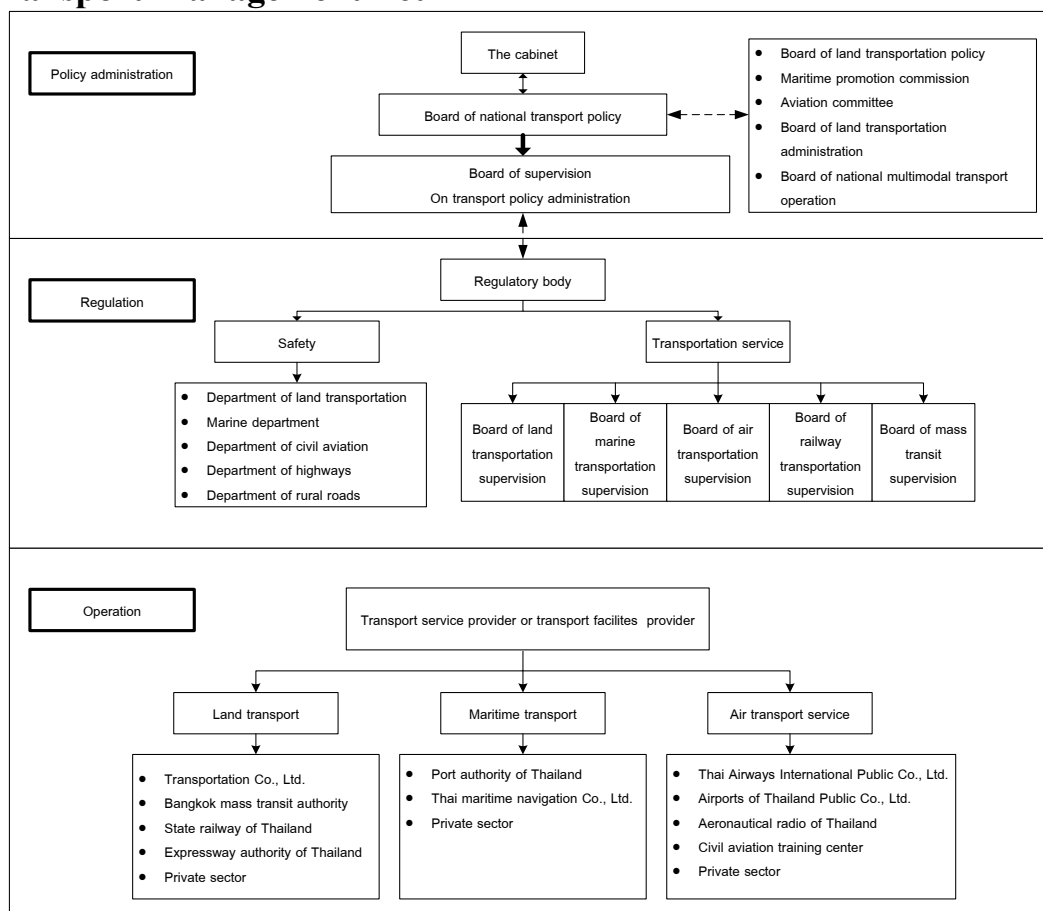 The cabinet
Policy administration
Board of national transport policy
Board of supervision
On transport policy administration
● Board of land transportation policy
● Maritime promotion commission
● Aviation committee
● Board of land transportation
administration
● Board of national multimodal transport
operation
Regulation
Regulatory body
Safety
Transportation service
● Department of land transportation
● Marine department
● Department of civil aviation
● Department of highways
● Department of rural roads
Board of land
transportation
supervision
Board of
marine
transportation
supervision
Board of air
transportation
supervision
Board of
railway
transportation
supervision
Board of mass
transit
supervision
Operation
Transport service provider or transport facilites provider
Land transport
Maritime transport
Air transport service
● Transportation Co., Ltd.
● Bangkok mass transit authority
● State railway of Thailand
● Expressway authority of Thailand
● Private sector
● Port authority of Thailand
● Thai maritime navigation Co., Ltd.
● Private sector
● Thai Airways International Public Co., Ltd.
● Airports of Thailand Public Co., Ltd.
● Aeronautical radio of Thailand
● Civil aviation training center
● Private sector